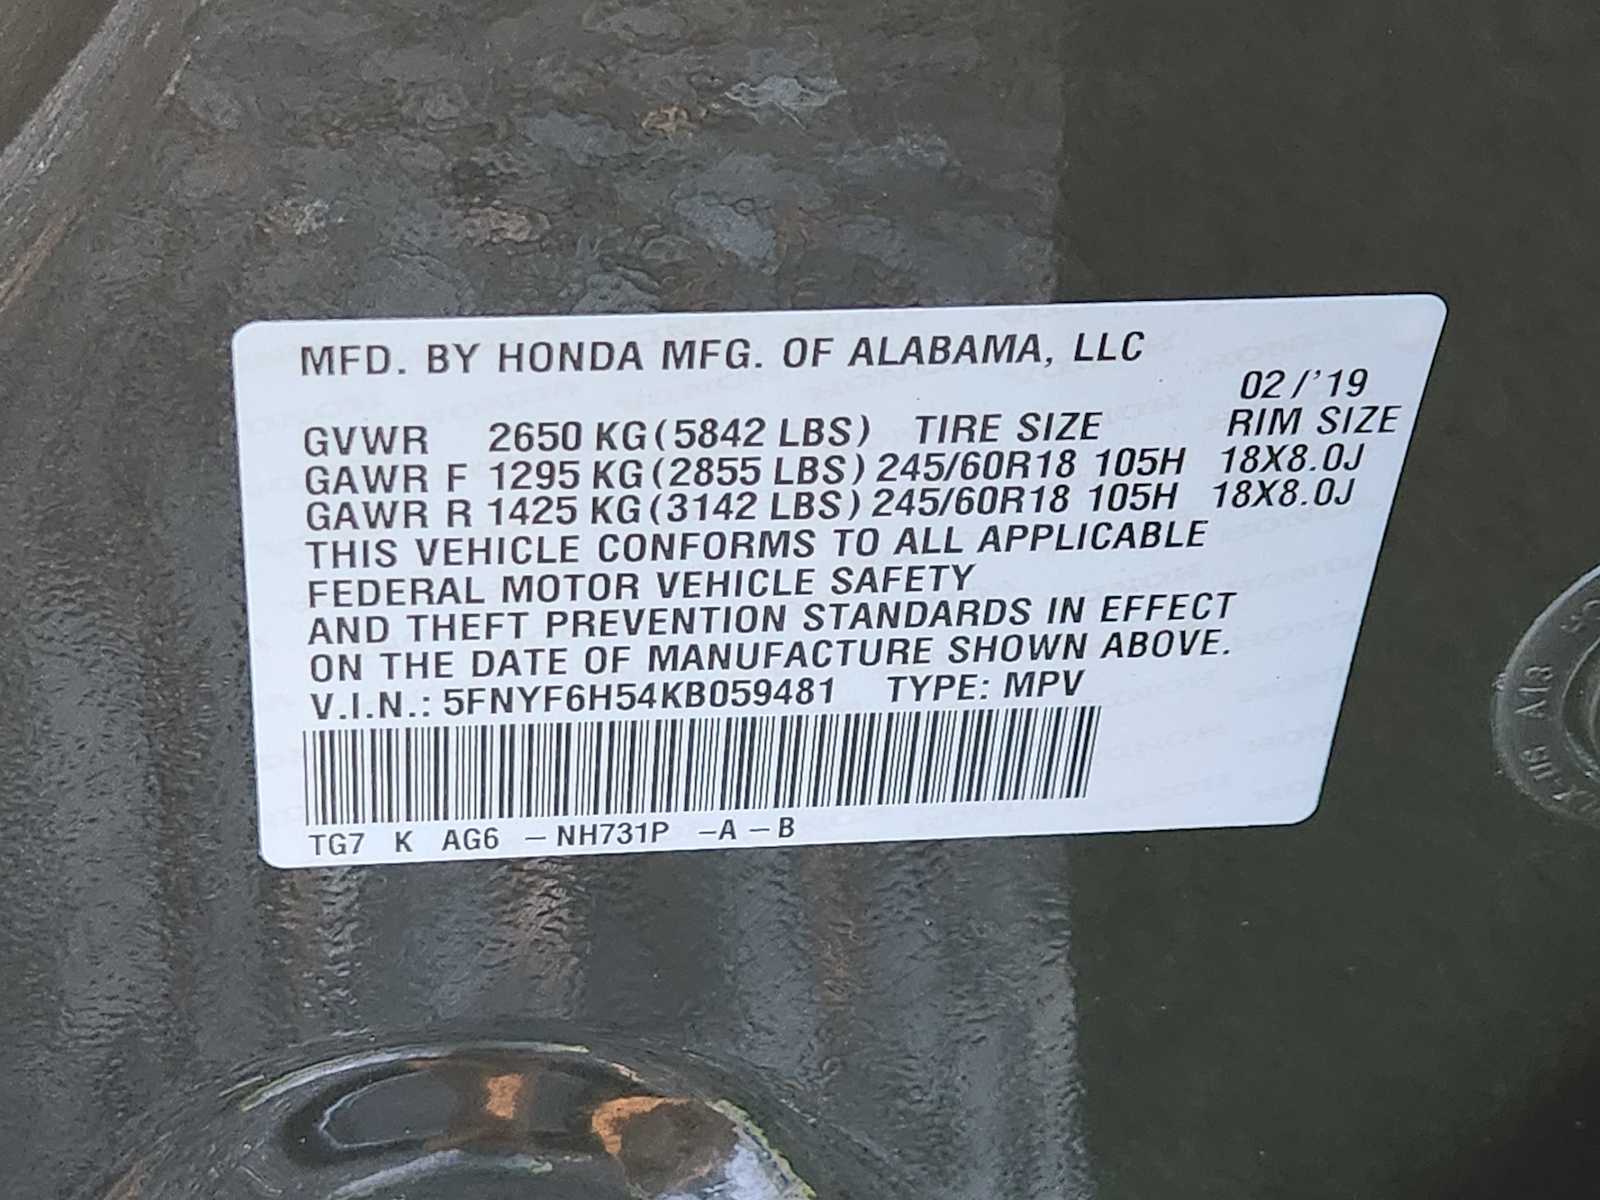 MFD. BY HONDA MFG. OF ALABAMA, LLC
02/'19
GVWR 2650 KG(5842 LBS) TIRE SIZE RIM SIZE
GAWR F 1295 KG(2855 LBS) 245/60R18 105H 18X8.0J
GAWR R 1425 KG(3142 LBS) 245/60R18 105H 18X8.0J
THIS VEHICLE CONFORMS TO ALL APPLICABLE
FEDERAL MOTOR VEHICLE SAFETY
AND THEFT PREVENTION STANDARDS IN EFFECT
ON THE DATE OF MANUFACTURE SHOWN ABOVE.
V.I.N.: 5FNYF6H54KB059481 TYPE: MPV
TG7 K AG6 -NH731P -A-B
AIR